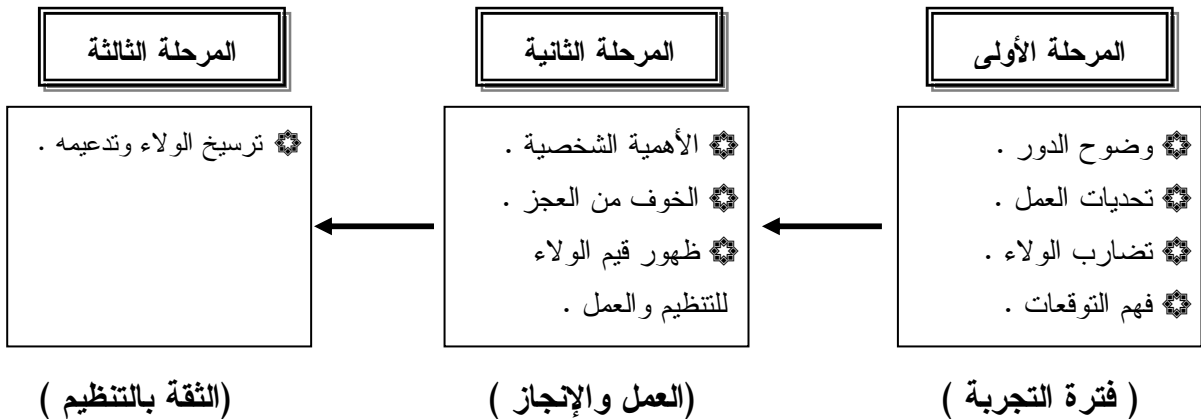 المرحلة الأولى
وضوح الدور .
تحديات العمل .
تضارب الولاء .
فهم التوقعات .
( فترة التجربة )
المرحلة الثانية
الأهمية الشخصية .
الخوف من العجز .
ظهور قيم الولاء
للتنظيم والعمل .
(العمل والإنجاز )
المرحلة الثالثة
ترسيخ الولاء وتدعيمه .
(الثقة بالتنظيم )